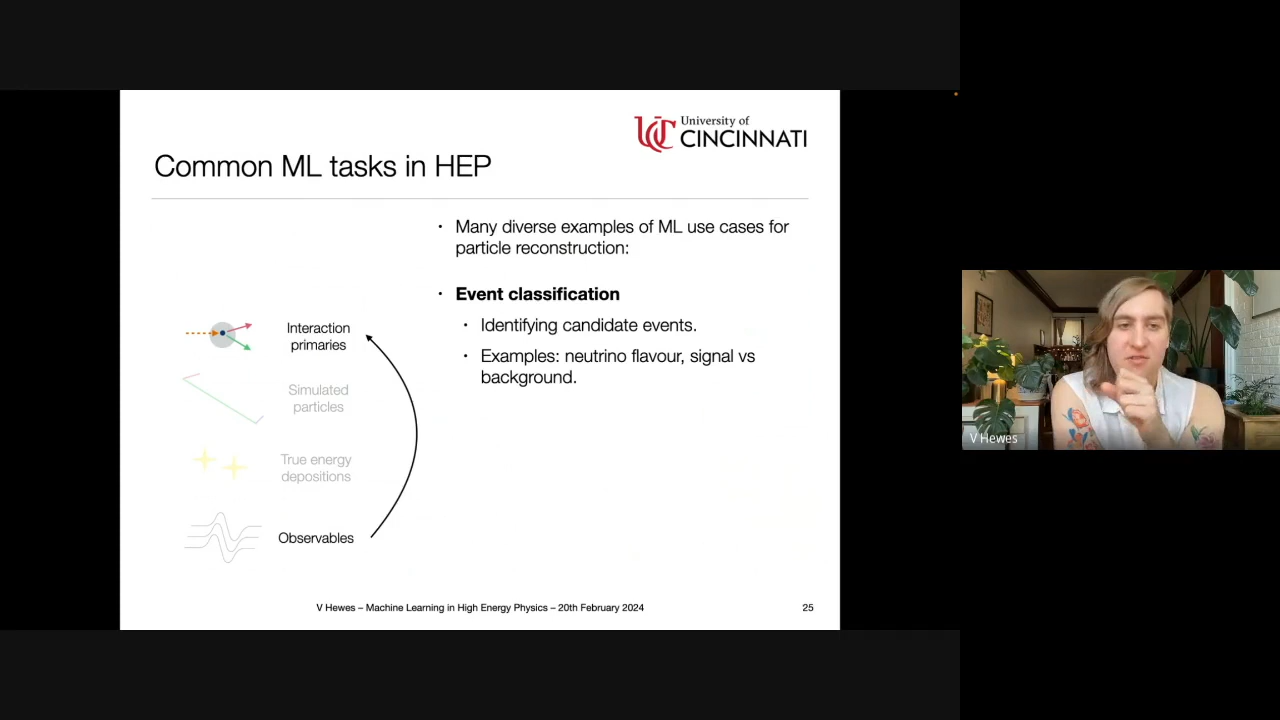 University of
CINCINNATI
Common ML tasks in HEP
• Many diverse examples of ML use cases for
particle reconstruction:
• Event classification
• Identifying candidate events.
• Examples: neutrino flavour, signal vs
background.
Interaction
primaries
Simulated
particles
True energy
depositions
Observables
V Hewes – Machine Learning in High Energy Physics – 20th February 2024
25
V Hewes